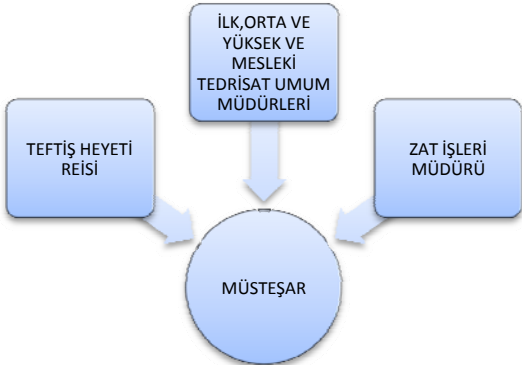 İLK,ORTA VE
YÜKSEK VE
MESLEKİ
TEDRİSAT UMUM
MÜDÜRLERİ
TEFTİŞ HEYETİ
REİSİ
ZAT İŞLERİ
MÜDÜRÜ
MÜSTEŞAR